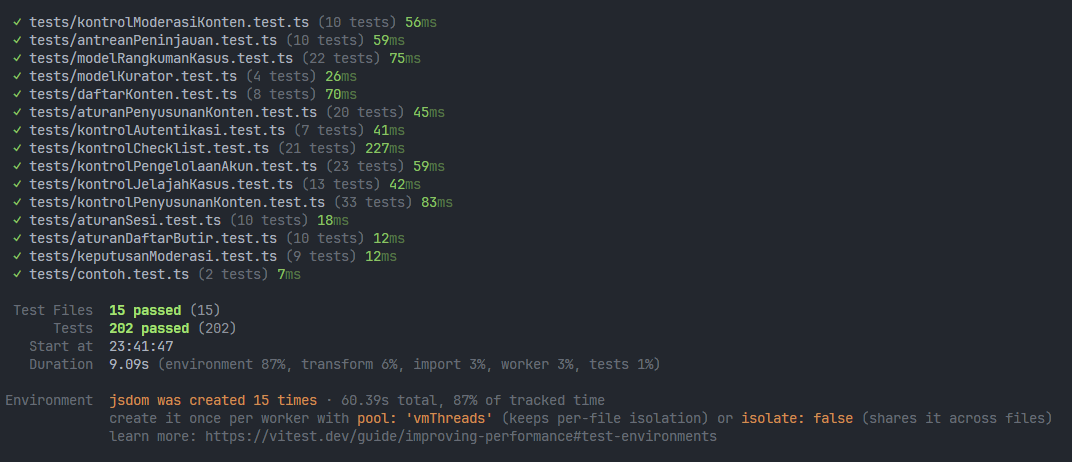 ✓ tests/kontrolModerasiKonten.test.ts (10 tests) 56ms
✓ tests/antreanPeninjauan.test.ts (10 tests) 59ms
✓ tests/modelRangkumanKasus.test.ts (22 tests) 75ms
✓ tests/modelKurator.test.ts (4 tests) 26ms
✓ tests/daftarKonten.test.ts (8 tests) 70ms
✓ tests/aturanPenyusunanKonten.test.ts (20 tests) 45ms
✓ tests/kontrolAutentikasi.test.ts (7 tests) 41ms
✓ tests/kontrolChecklist.test.ts (21 tests) 227ms
✓ tests/kontrolPengelolaanAkun.test.ts (23 tests) 59ms
✓ tests/kontrolJelajahKasus.test.ts (13 tests) 42ms
✓ tests/kontrolPenyusunanKonten.test.ts (33 tests) 83ms
✓ tests/aturanSesi.test.ts (10 tests) 18ms
✓ tests/aturanDaftarButir.test.ts (10 tests) 12ms
✓ tests/keputusanModerasi.test.ts (9 tests) 12ms
✓ tests/contoh.test.ts (2 tests) 7ms
Test Files 15 passed (15)
Tests 202 passed (202)
Start at 23:41:47
Duration 9.09s (environment 87%, transform 6%, import 3%, worker 3%, tests 1%)
Environment jsdom was created 15 times · 60.39s total, 87% of tracked time
create it once per worker with pool: 'vmThreads' (keeps per-file isolation) or isolate: false (shares it across files)
learn more: https://vitest.dev/guide/improving-performance#test-environments